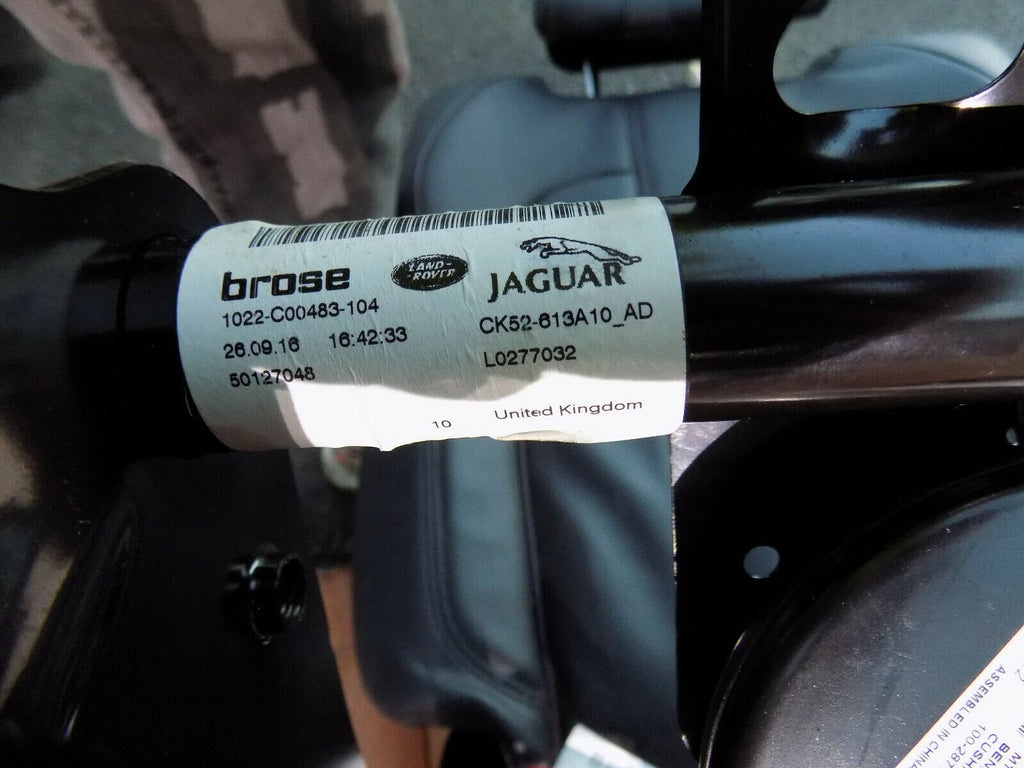 brose
LAND-
ROVER
JAGUAR
1022-C00483-104
CK52-613A10_AD
26.09.16 16:42:33
L0277032
50127048
10 United Kingdom
ASSEMBLED IN CHINA